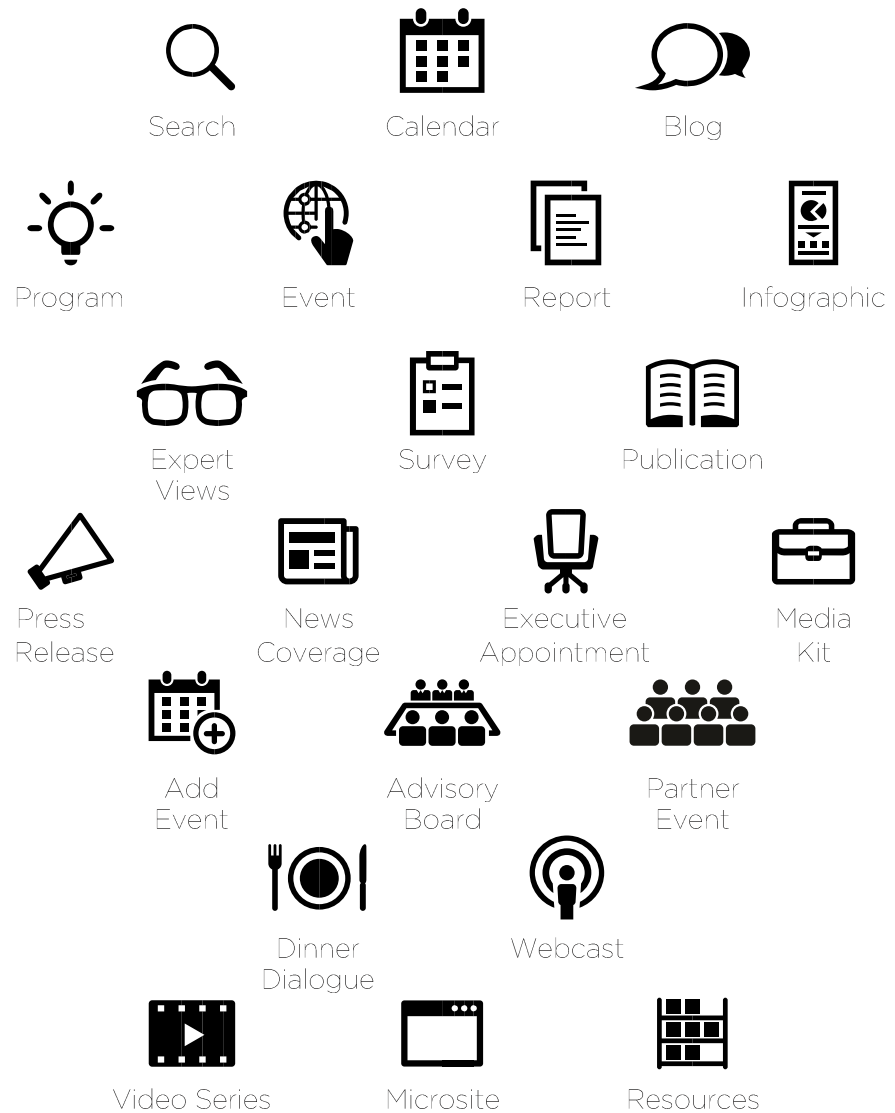 Search
Calendar
Blog
Program
Event
Report
Infographic
Expert
Views
Survey
Publication
Press
Release
News
Coverage
Executive
Appointment
Media
Kit
Add
Event
Advisory
Board
Partner
Event
Dinner
Dialogue
Webcast
Video Series
Microsite
Resources